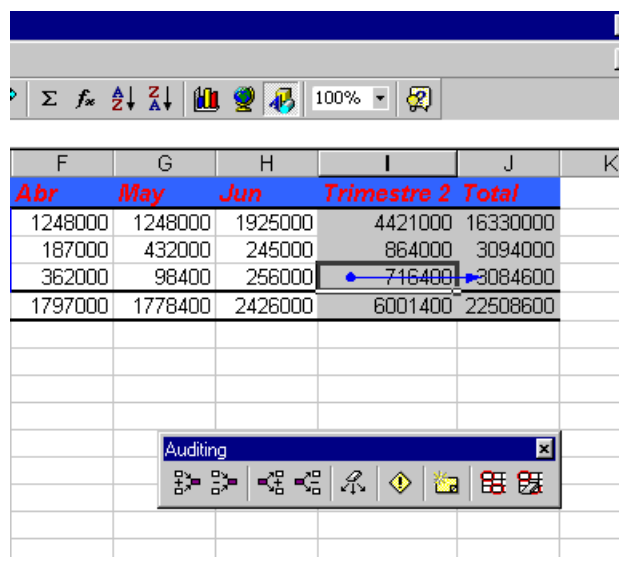 Σ fx A Z↓ Z A↓ 100%
F G H I J K
Abr May Jun Trimestre 2 Total
1248000 1248000 1925000 4421000 16330000
187000 432000 245000 864000 3094000
362000 98400 256000 716400 3084600
1797000 1778400 2426000 6001400 22508600
Auditing